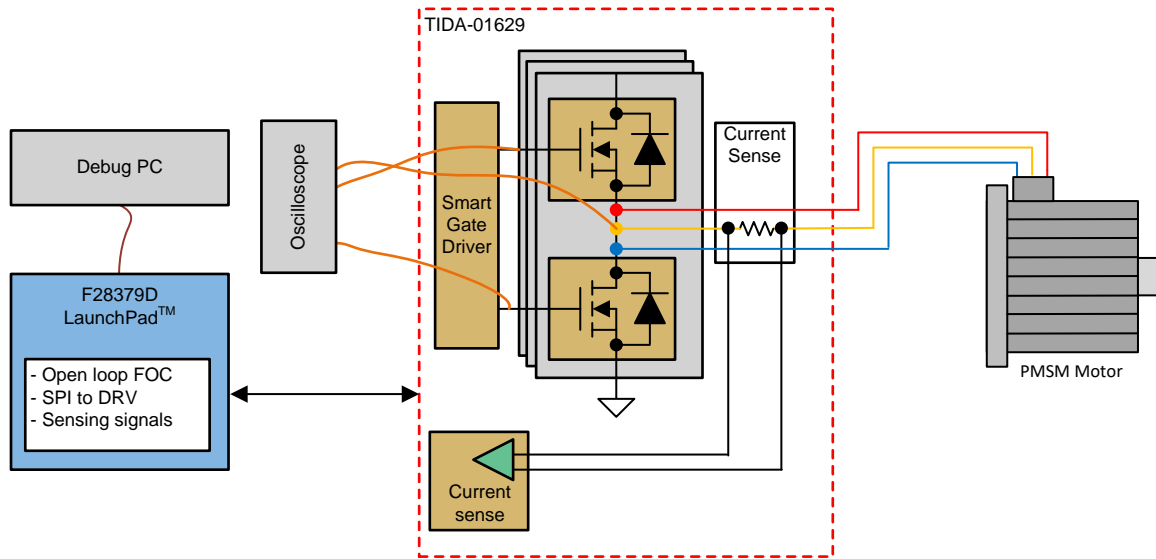 TIDA-01629
Debug PC
Oscilloscope
Smart
Gate
Driver
Current
Sense
F28379D
LaunchPad™
- Open loop FOC
- SPI to DRV
- Sensing signals
PMSM Motor
Current
sense